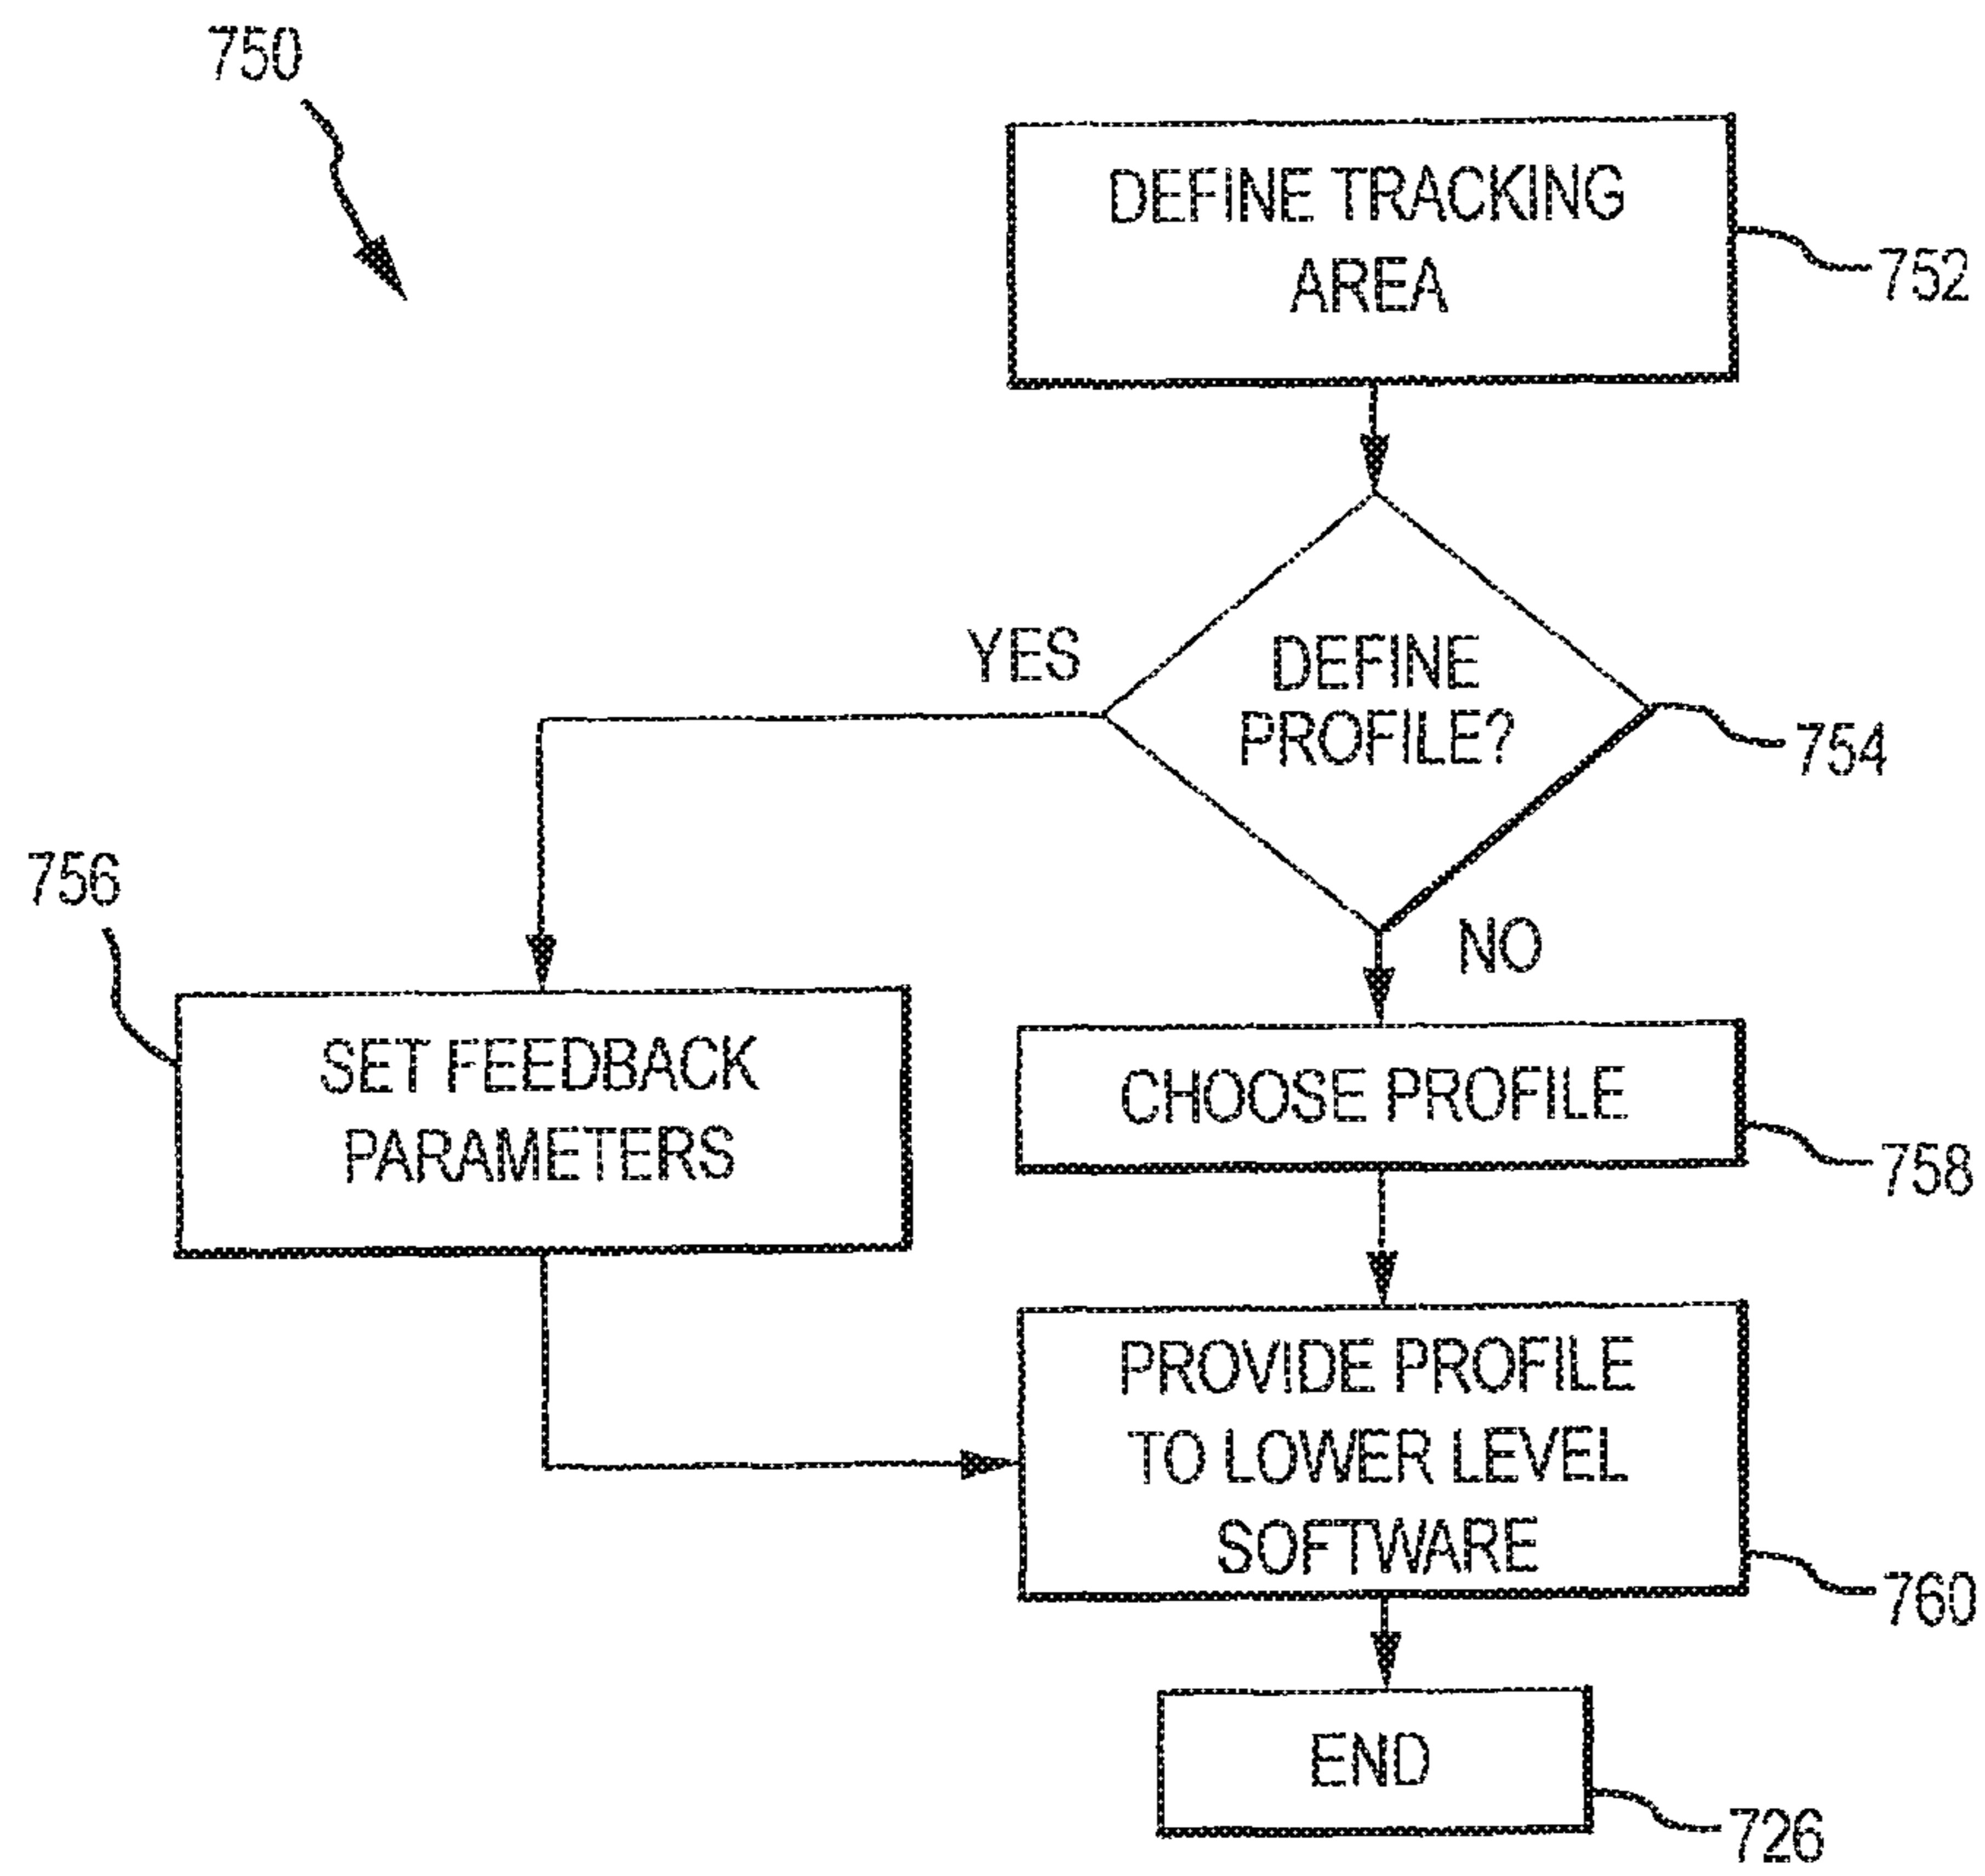 750
DEFINE TRACKING
AREA
752
YES
DEFINE
PROFILE?
754
756
NO
SET FEEDBACK
PARAMETERS
CHOOSE PROFILE
758
PROVIDE PROFILE
TO LOWER LEVEL
SOFTWARE
760
END
726